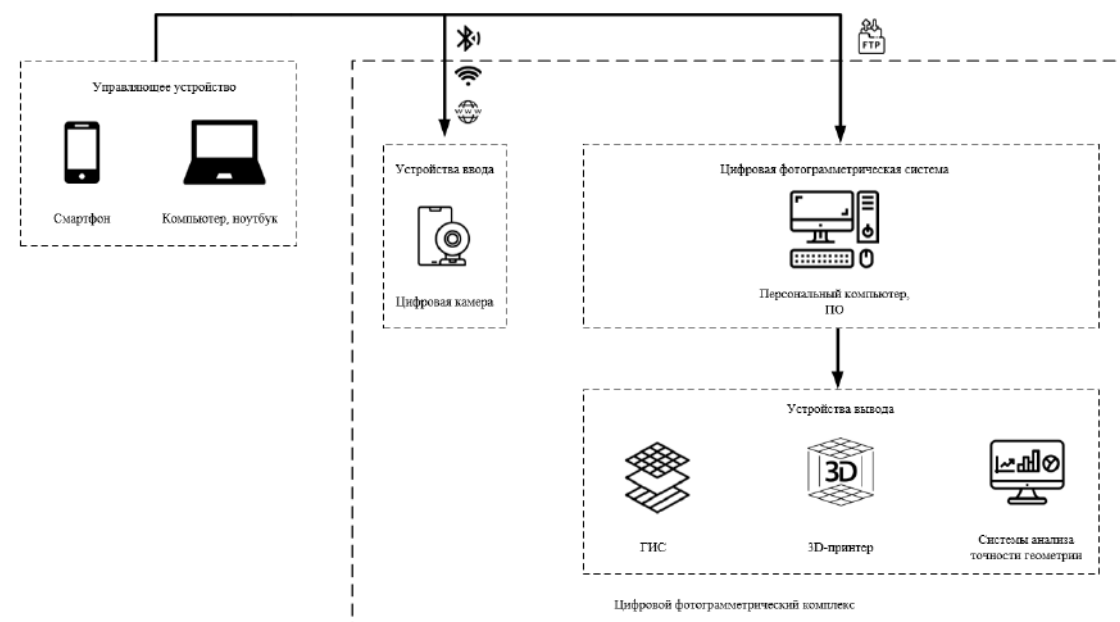 FTP
Управляющее устройство
WWW
Устройства ввода
Цифровая фотограмметрическая система
Смартфон
Компьютер, ноутбук
Цифровая камера
Персональный компьютер,
ПО
Устройства вывода
3D
ГИС
3D-принтер
Системы анализа
точности геометрии
Цифровой фотограмметрический комплекс